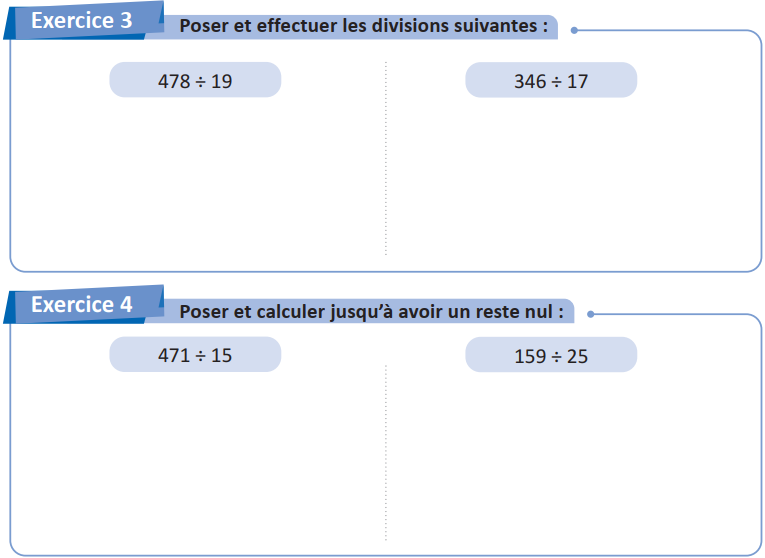 Exercice 3
Poser et effectuer les divisions suivantes :
478 ÷ 19
346 ÷ 17
Exercice 4
Poser et calculer jusqu'à avoir un reste nul :
471 ÷ 15
159 ÷ 25